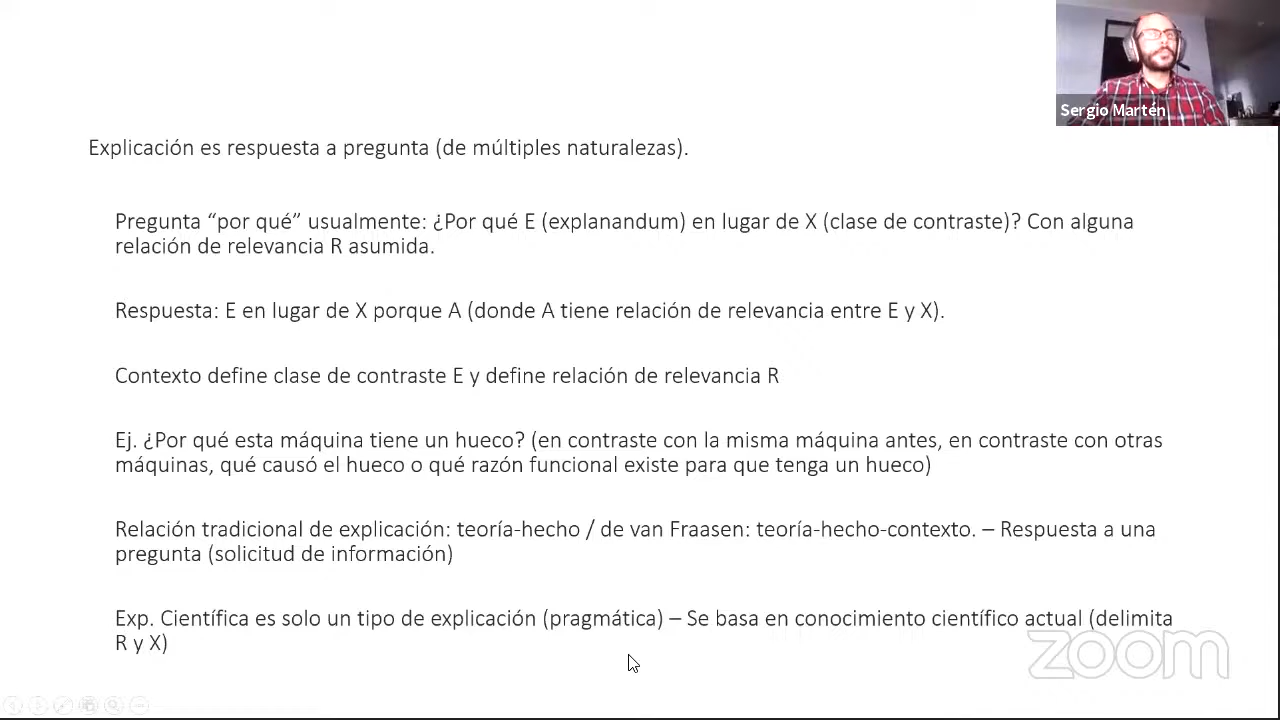 Sergio Martén
Explicación es respuesta a pregunta (de múltiples naturalezas).
Pregunta “por qué” usualmente: ¿Por qué E (explanandum) en lugar de X (clase de contraste)? Con alguna
relación de relevancia R asumida.
Respuesta: E en lugar de X porque A (donde A tiene relación de relevancia entre E y X).
Contexto define clase de contraste E y define relación de relevancia R
Ej. ¿Por qué esta máquina tiene un hueco? (en contraste con la misma máquina antes, en contraste con otras
máquinas, qué causó el hueco o qué razón funcional existe para que tenga un hueco)
Relación tradicional de explicación: teoría-hecho / de van Fraasen: teoría-hecho-contexto. – Respuesta a una
pregunta (solicitud de información)
Exp. Científica es solo un tipo de explicación (pragmática) – Se basa en conocimiento científico actual (delimita
R y X)
zoom